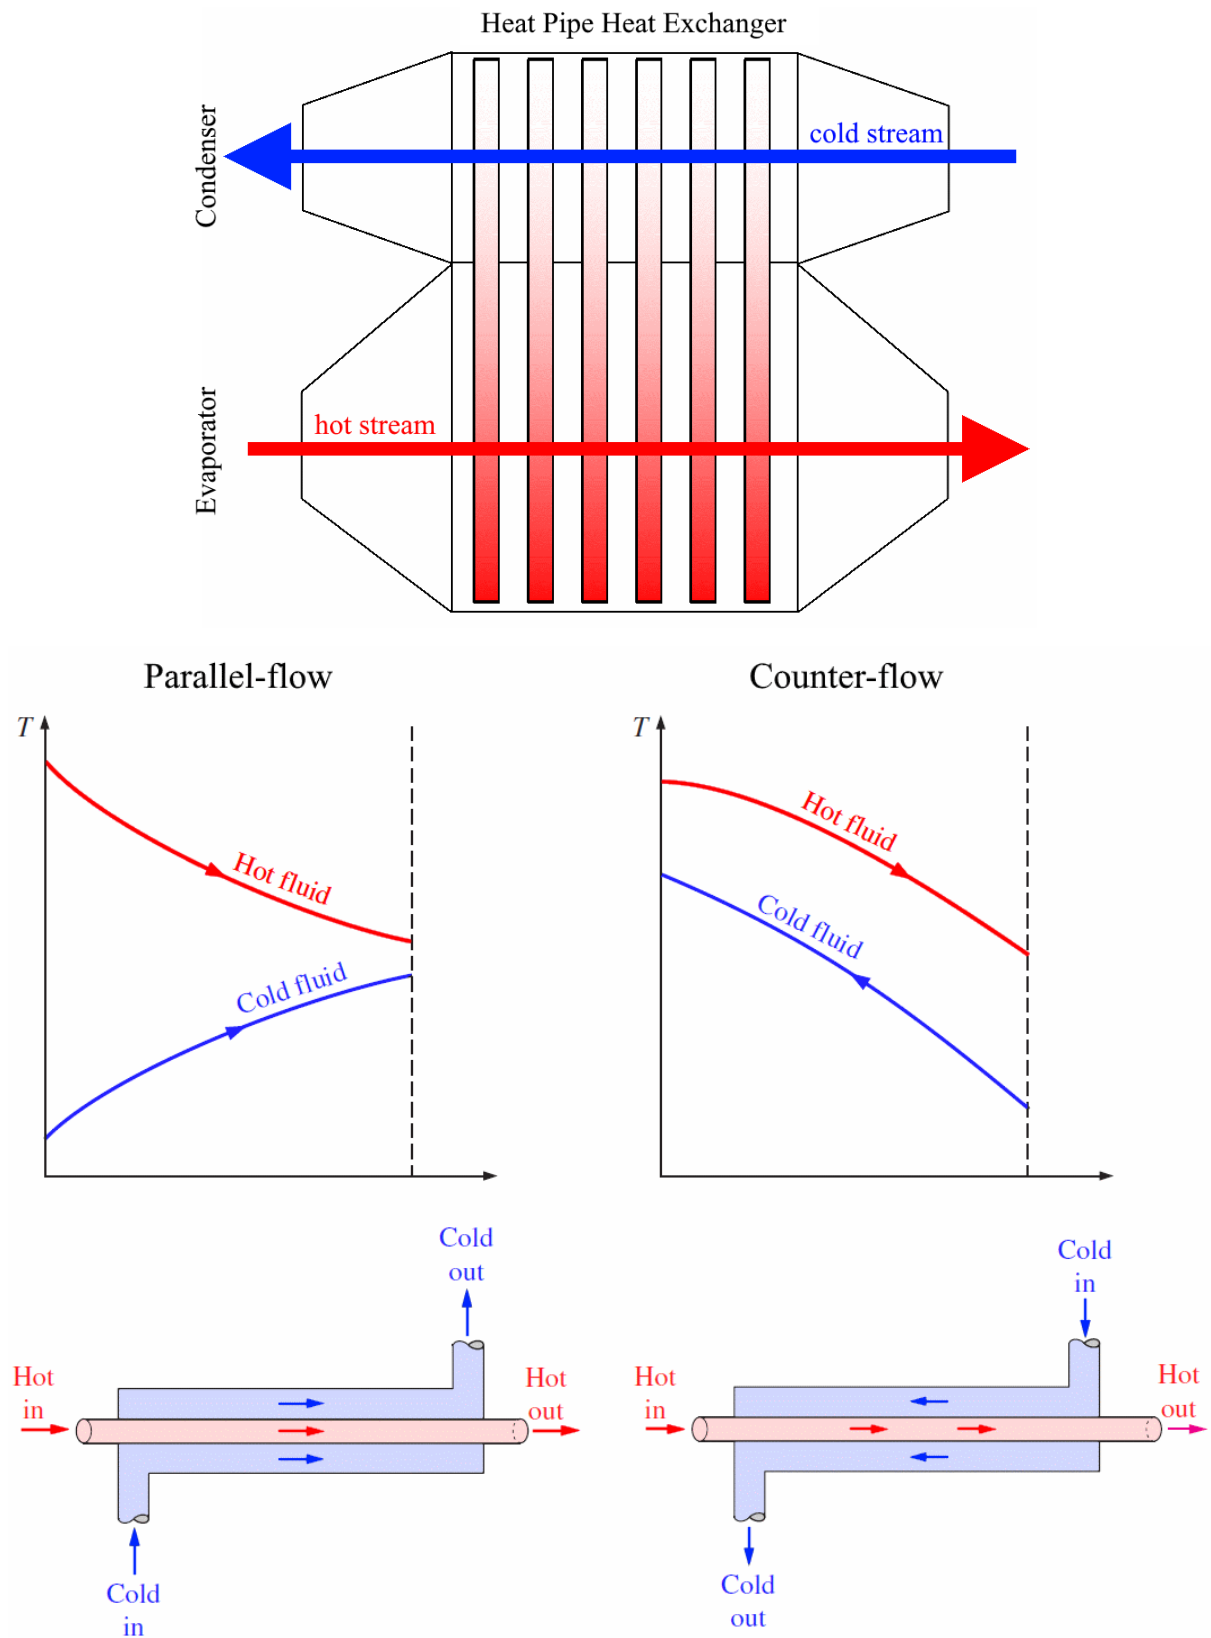 Heat Pipe Heat Exchanger
Condenser
cold stream
Evaporator
hot stream
Parallel-flow
T
Hot fluid
Cold fluid
Counter-flow
T
Hot fluid
Cold fluid
Cold
out
Hot
in
Hot
out
Cold
in
Cold
in
Hot
in
Hot
out
Cold
out